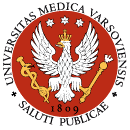 UNIVERSITAS MEDICA VARSOVIENSIS
SALUTI PUBLICAE
1809